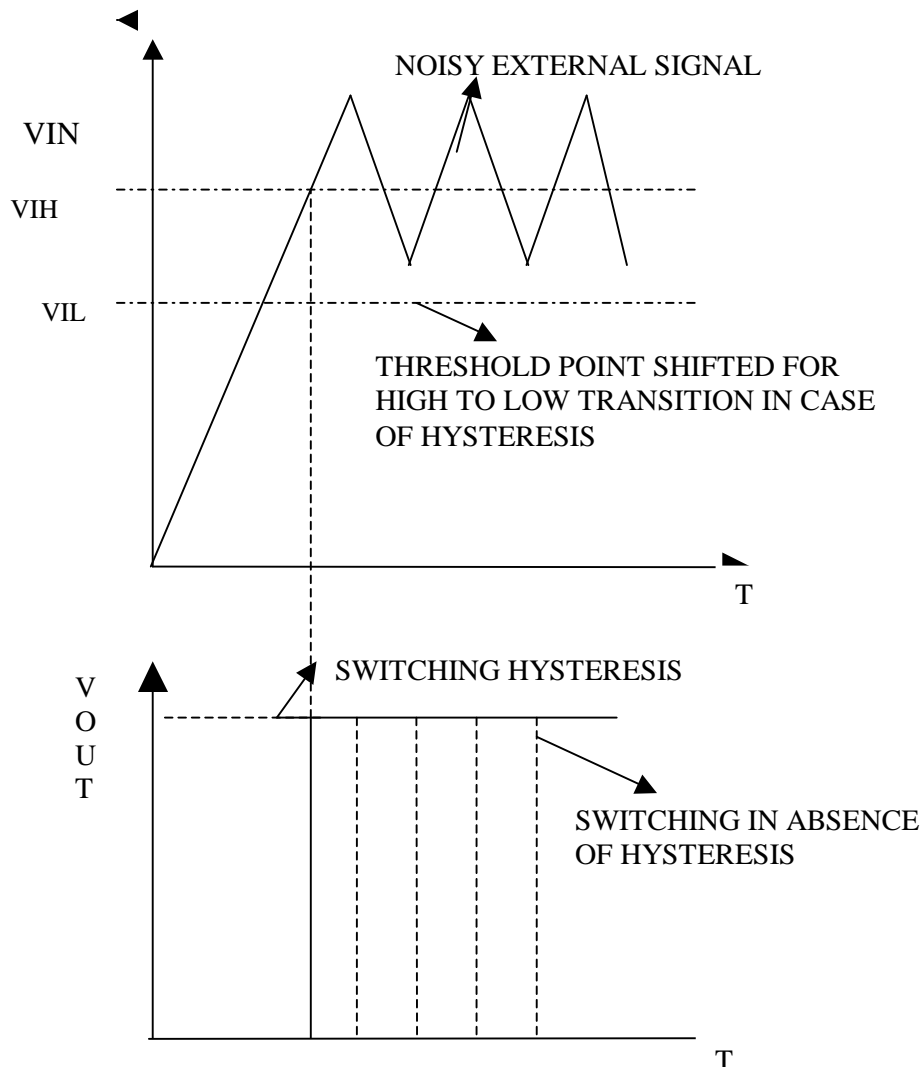 NOISY EXTERNAL SIGNAL
VIN
VIH
VIL
THRESHOLD POINT SHIFTED FOR
HIGH TO LOW TRANSITION IN CASE
OF HYSTERESIS
T
SWITCHING HYSTERESIS
V
O
U
T
SWITCHING IN ABSENCE
OF HYSTERESIS
T